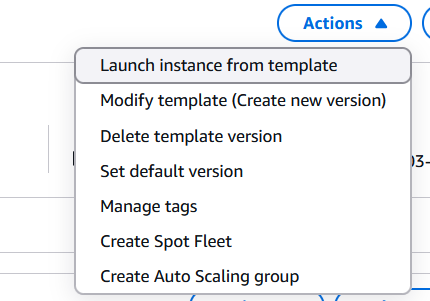 Actions
Launch instance from template
Modify template (Create new version)
Delete template version
Set default version
Manage tags
Create Spot Fleet
Create Auto Scaling group